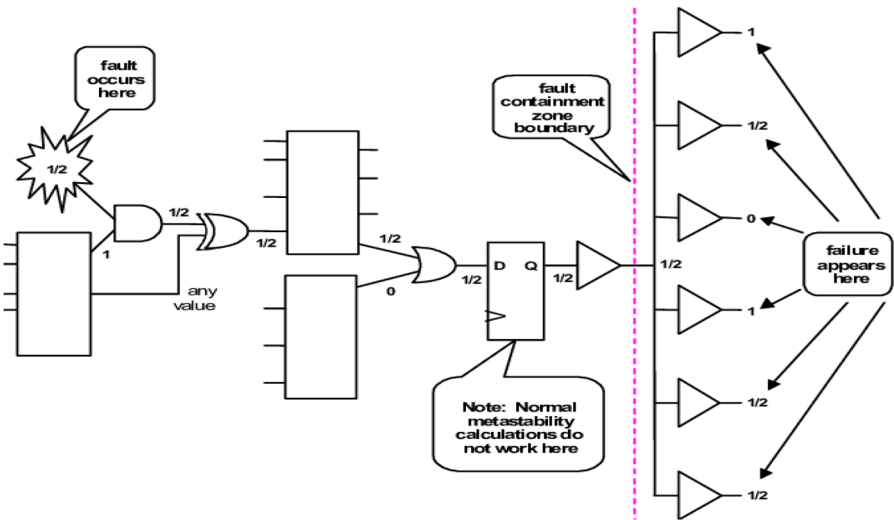 fault
occurs
here
1/2
1/2
1
any
value
1/2
1/2
0
1/2
D Q
1/2
Note: Normal
metastability
calculations do
not work here
fault
containment
zone
boundary
1/2
1
1/2
0
1
1/2
1/2
failure
appears
here